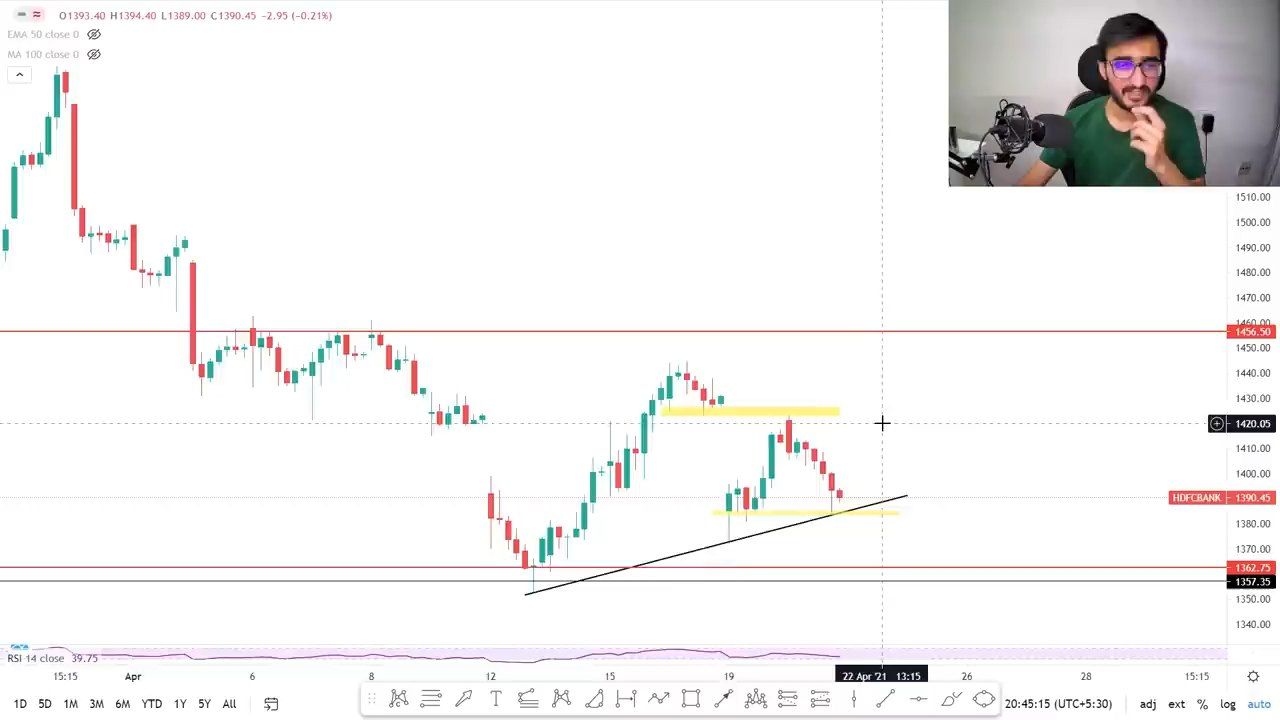 O1393.40 H1394.40 L1389.00 C1390.45 −2.95 (−0.21%)
EMA 50 close 0
MA 100 close 0
1510.00
1500.00
1490.00
1480.00
1470.00
1460.00
1456.50
1450.00
1440.00
1430.00
1420.05
1410.00
1400.00
HDFCBANK 1390.45
1380.00
1370.00
1362.75
1357.35
1350.00
1340.00
RSI 14 close 39.75
15:15 Apr 6 8 12 15 19 22 Apr '21 13:15 26 28 15:15
1D 5D 1M 3M 6M YTD 1Y 5Y All 20:45:15 (UTC+5:30) adj ext % log auto